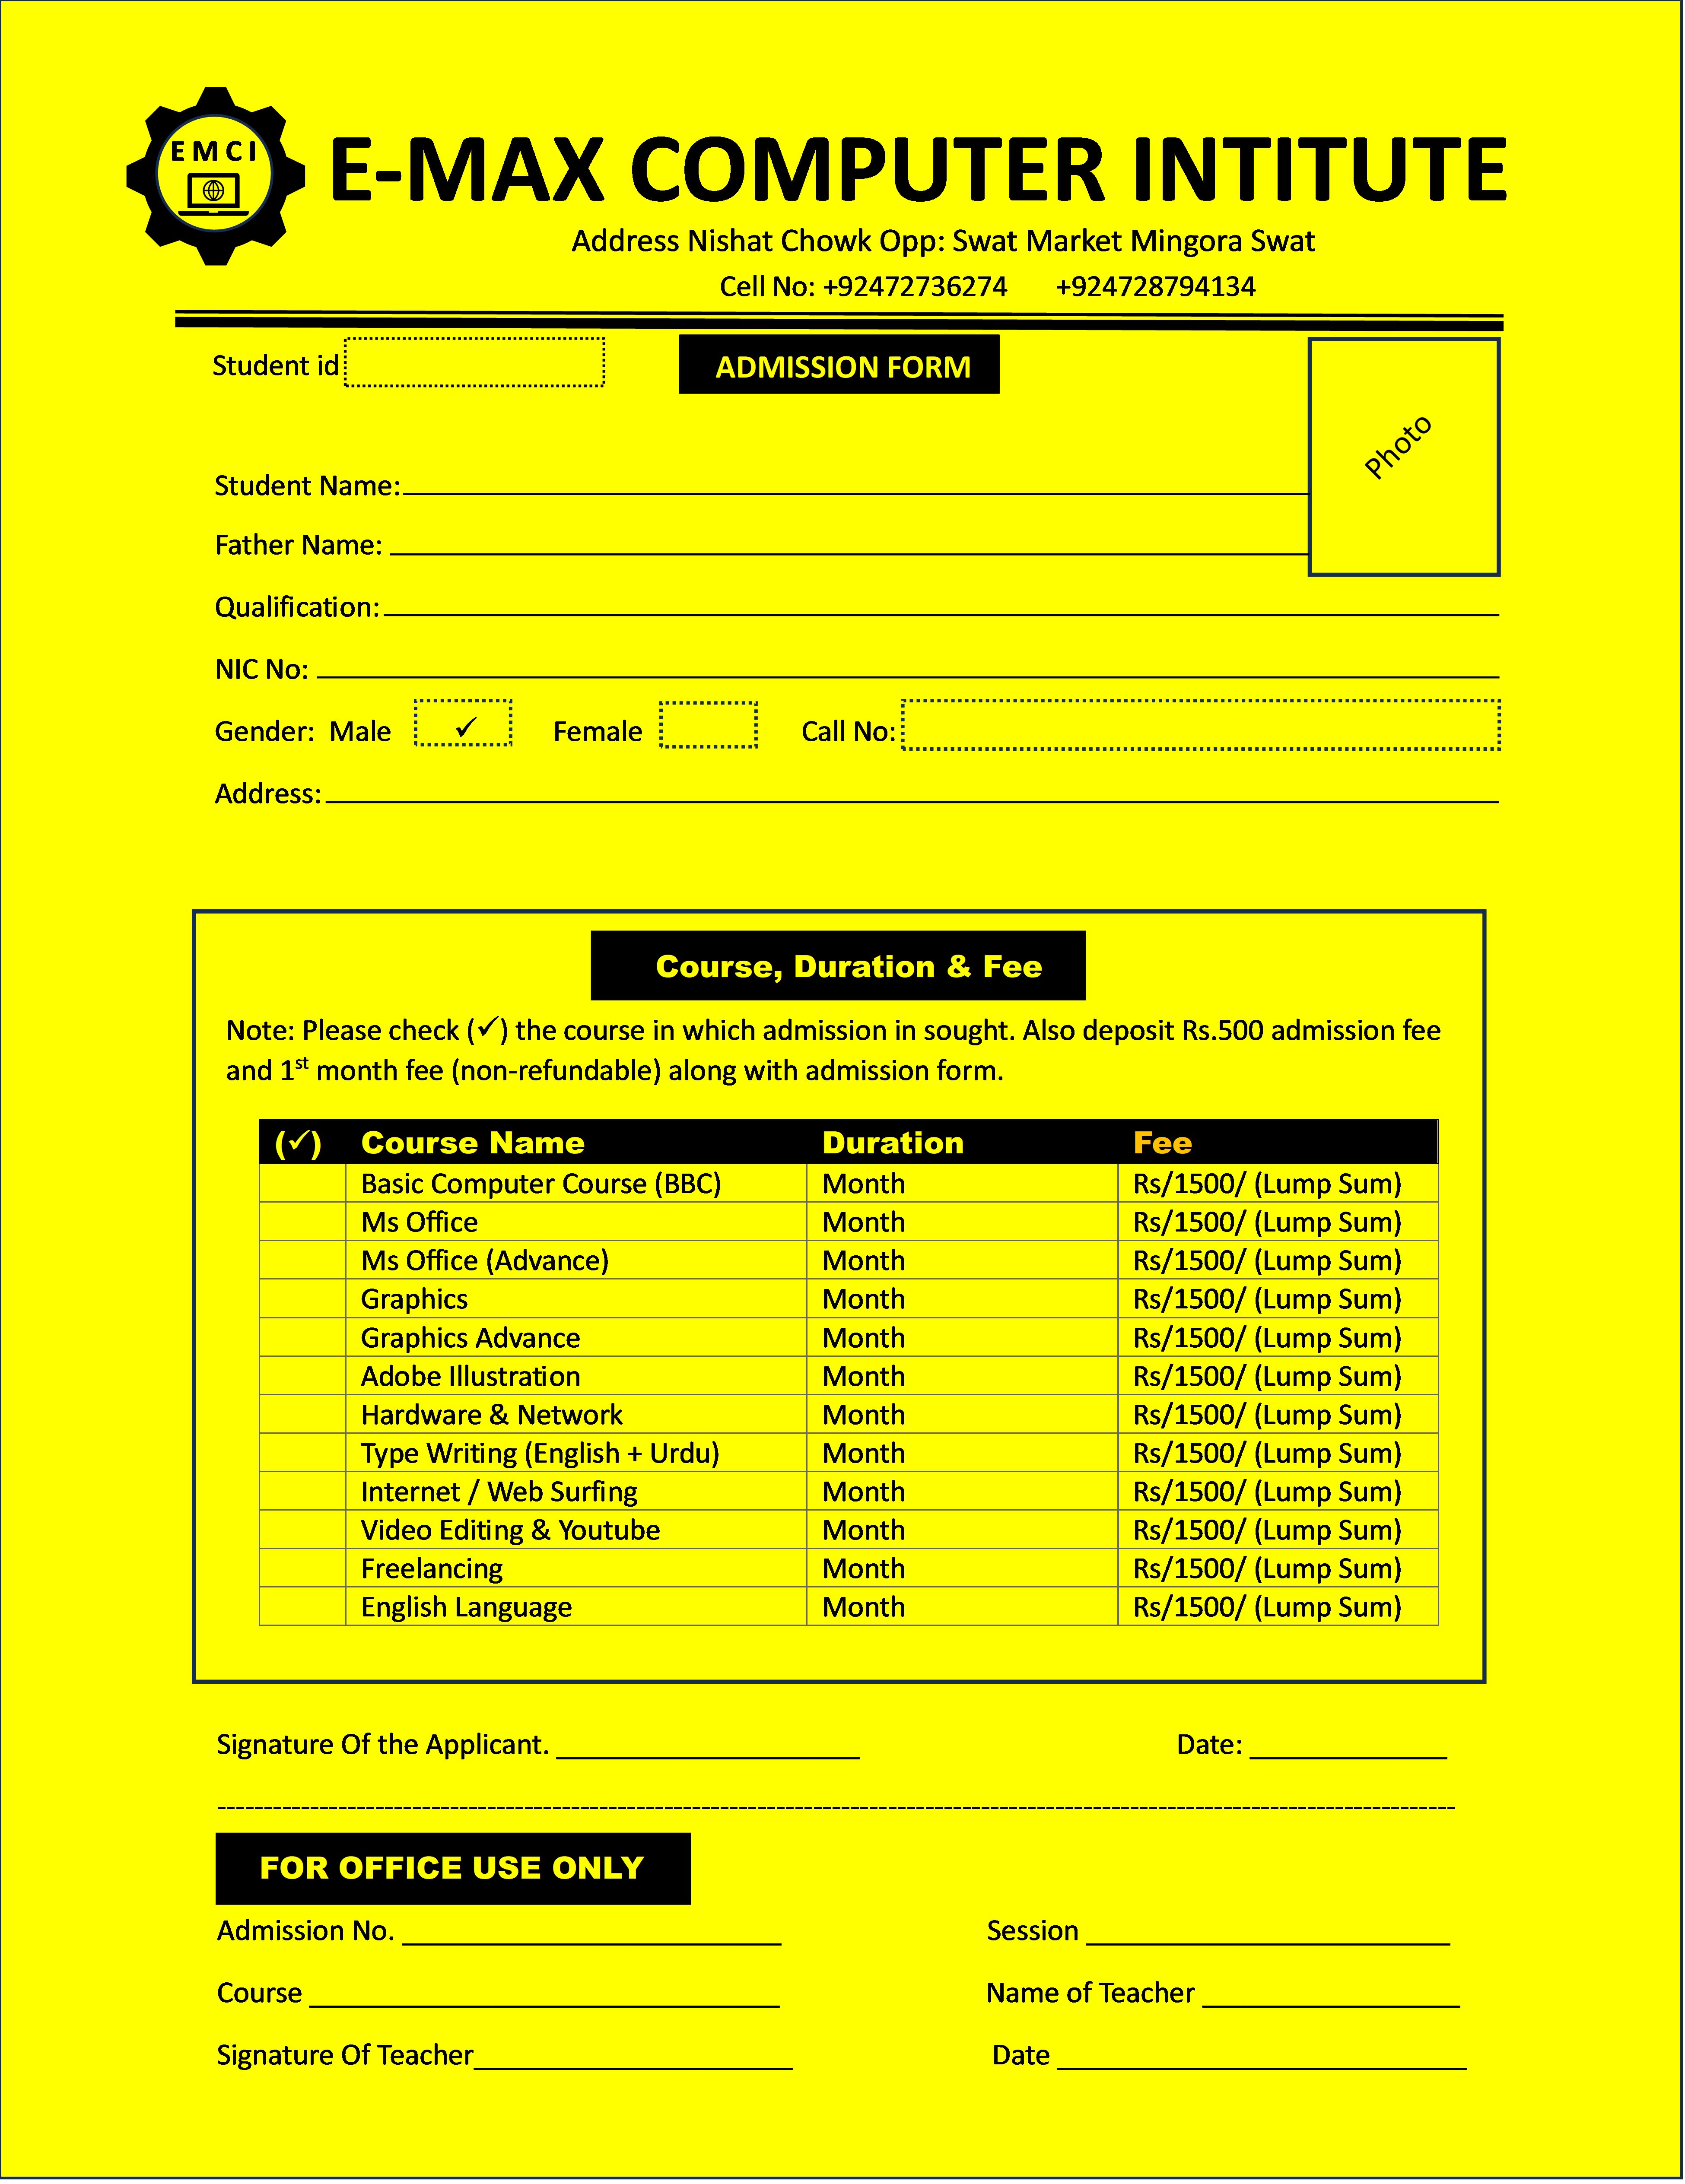 EMCI
E-MAX COMPUTER INTITUTE
Address Nishat Chowk Opp: Swat Market Mingora Swat
Cell No: +92472736274 +924728794134
Student id
ADMISSION FORM
Photo
Student Name:
Father Name:
Qualification:
NIC No:
Gender: Male ✓ Female Call No:
Address:
Course, Duration & Fee
Note: Please check (✓) the course in which admission in sought. Also deposit Rs.500 admission fee
and 1st month fee (non-refundable) along with admission form.
(✓) Course Name Duration Fee
Basic Computer Course (BBC) Month Rs/1500/ (Lump Sum)
Ms Office Month Rs/1500/ (Lump Sum)
Ms Office (Advance) Month Rs/1500/ (Lump Sum)
Graphics Month Rs/1500/ (Lump Sum)
Graphics Advance Month Rs/1500/ (Lump Sum)
Adobe Illustration Month Rs/1500/ (Lump Sum)
Hardware & Network Month Rs/1500/ (Lump Sum)
Type Writing (English + Urdu) Month Rs/1500/ (Lump Sum)
Internet / Web Surfing Month Rs/1500/ (Lump Sum)
Video Editing & Youtube Month Rs/1500/ (Lump Sum)
Freelancing Month Rs/1500/ (Lump Sum)
English Language Month Rs/1500/ (Lump Sum)
Signature Of the Applicant. Date:
FOR OFFICE USE ONLY
Admission No. Session
Course Name of Teacher
Signature Of Teacher Date